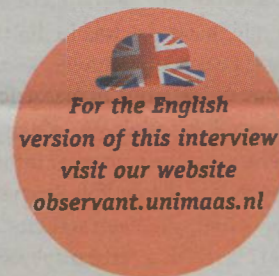 For the English
version of this interview
visit our website
observant.unimaas.nl